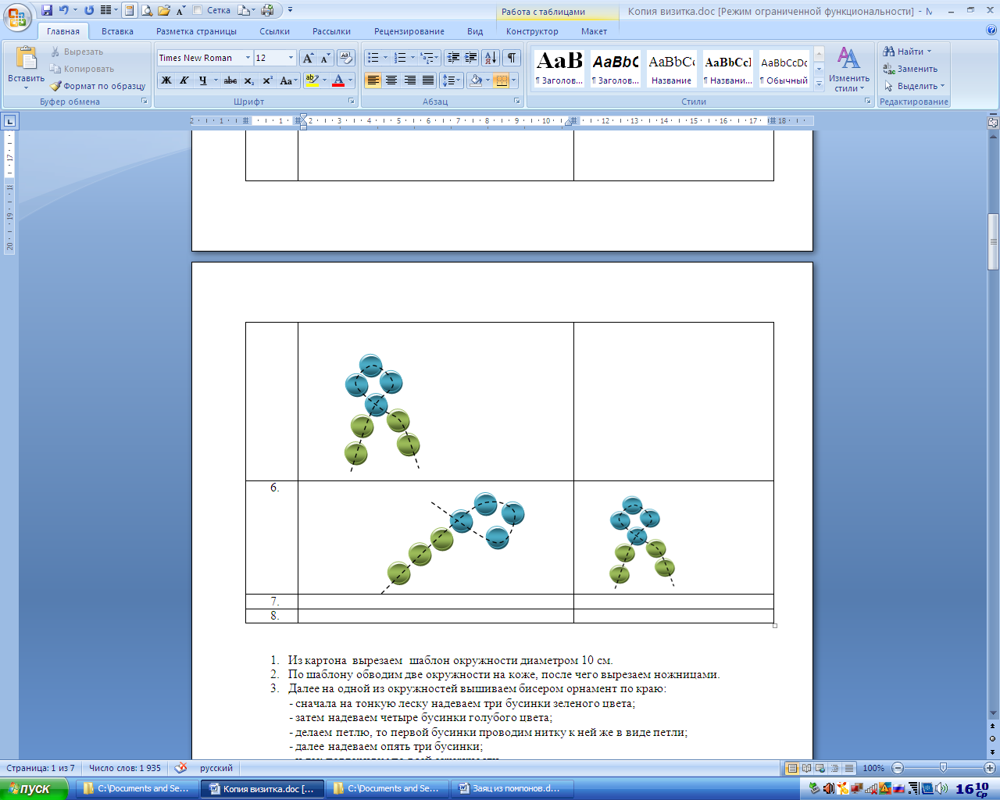 Сетка
Работа с таблицами
Копия визитка.doc [Режим ограниченной функциональности] - M
Главная Вставка Разметка страницы Ссылки Рассылки Рецензирование Вид Конструктор Макет
Вставить
Вырезать
Копировать
Формат по образцу
Буфер обмена
Times New Roman 12
Ж К Ч abc x₂ x² Aa
Шрифт
Абзац
AaB AaBbC AaBbCc AaBbCcI AaBbCcDc
¶ Заголов... ¶ Заголов... Название ¶ Названи... ¶ Обычный
Изменить стили
Стили
Найти
Заменить
Выделить
Редактирование
2 1 1 2 3 4 5 6 7 8 9 10 12 13 14 15 16 17 18
17
18
19
20
6.
7.
8.
1. Из картона вырезаем шаблон окружности диаметром 10 см.
2. По шаблону обводим две окружности на коже, после чего вырезаем ножницами.
3. Далее на одной из окружностей вышиваем бисером орнамент по краю:
- сначала на тонкую леску надеваем три бусинки зеленого цвета;
- затем надеваем четыре бусинки голубого цвета;
- делаем петлю, то первой бусинки проводим нитку к ней же в виде петли;
- далее надеваем опять три бусинки;
Страница: 1 из 7 Число слов: 1 935 русский 100%
пуск C:\Documents and Se... Копия визитка.doc [... C:\Documents and Se... Заяц из помпонов.d... 16 10
Ср